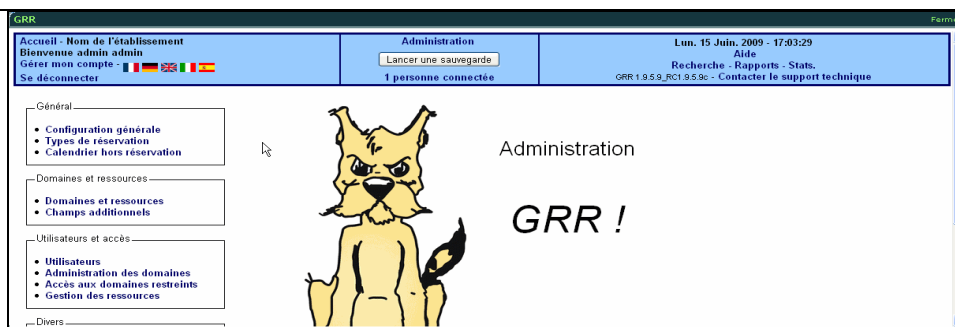 GRR
Ferme
Accueil - Nom de l'établissement
Bienvenue admin admin
Gérer mon compte -
Se déconnecter
Administration
Lancer une sauvegarde
1 personne connectée
Lun. 15 Juin. 2009 - 17:03:29
Aide
Recherche - Rapports - Stats.
GRR 1.9.5.9_RC1.9.5.9c - Contacter le support technique
Général
Configuration générale
Types de réservation
Calendrier hors réservation
Domaines et ressources
Domaines et ressources
Champs additionnels
Utilisateurs et accès
Utilisateurs
Administration des domaines
Accès aux domaines restreints
Gestion des ressources
Divers
Administration
GRR !